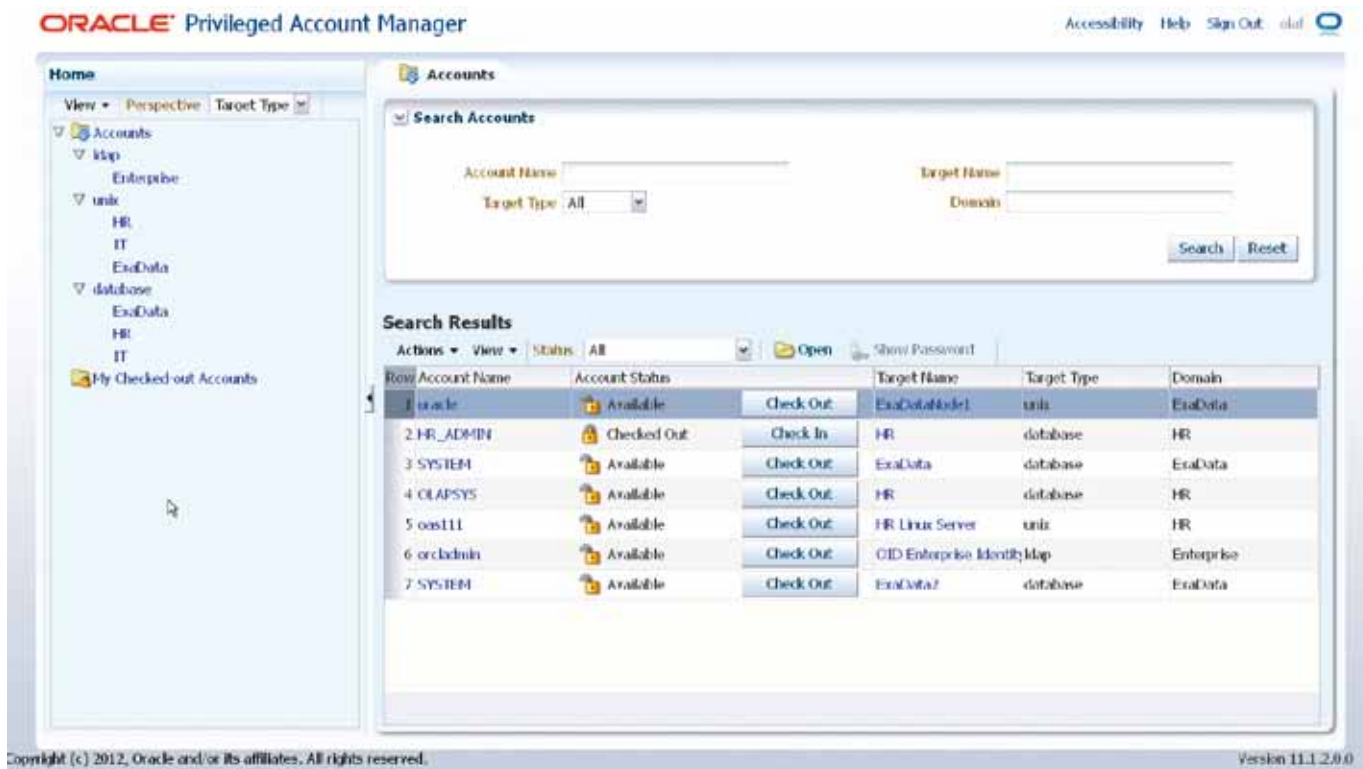 ORACLE Privileged Account Manager
Accessibility Help Sign Out olaf
Home
View Perspective Target Type
Accounts
ldap
Enterprise
unix
HR
IT
ExaData
database
ExaData
HR
IT
My Checked-out Accounts
Accounts
Search Accounts
Account Name
Target Name
Target Type All
Domain
Search Reset
Search Results
Actions View Status All Open Show Password
Row Account Name Account Status Target Name Target Type Domain
1 oracle Available Check Out ExaDataNode1 unix ExaData
2 HR_ADMIN Checked Out Check In HR database HR
3 SYSTEM Available Check Out ExaData database ExaData
4 OLAPSYS Available Check Out HR database HR
5 oas111 Available Check Out HR Linux Server unix HR
6 orcladmin Available Check Out OID Enterprise Identity ldap Enterprise
7 SYSTEM Available Check Out ExaData2 database ExaData
Copyright (c) 2012, Oracle and/or its affiliates. All rights reserved.
Version 11.1.2.0.0